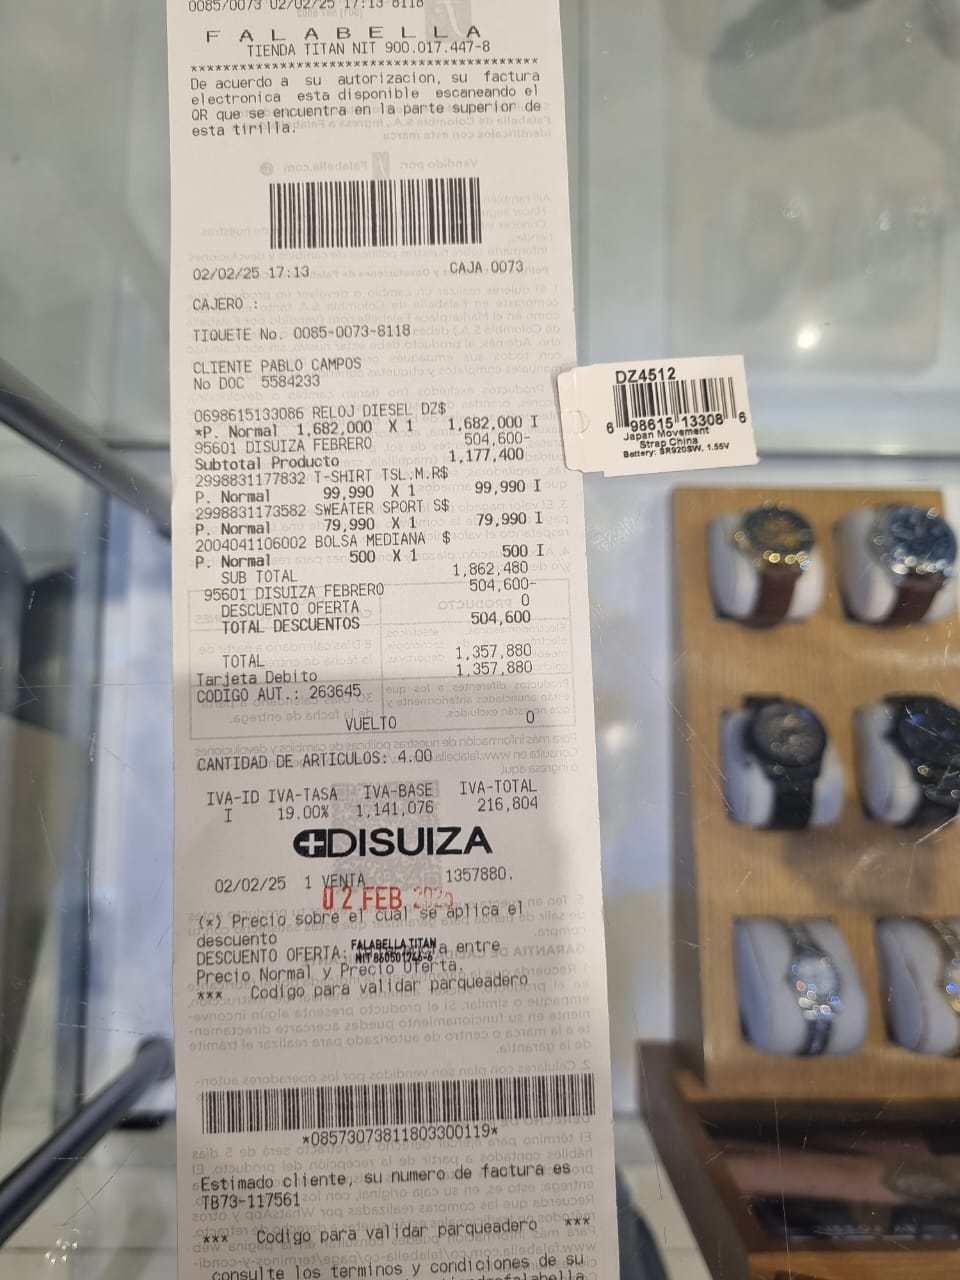 0085/0073 02/02/25 17:13 8118
FALABELLA
TIENDA TITAN NIT 900.017.447-8
******************************************
De acuerdo a su autorizacion, su factura
electronica esta disponible escaneando el
QR que se encuentra en la parte superior de
esta tirilla.
02/02/25 17:13 CAJA 0073
CAJERO :
TIQUETE No. 0085-0073-8118
CLIENTE PABLO CAMPOS
No DOC 5584233
0698615133086 RELOJ DIESEL DZ$
*P. Normal 1,682,000 X 1 1,682,000 I
95601 DISUIZA FEBRERO 504,600-
Subtotal Producto 1,177,400
2998831177832 T-SHIRT TSL.M.R$
P. Normal 99,990 X 1 99,990 I
2998831173582 SWEATER SPORT S$
P. Normal 79,990 X 1 79,990 I
2004041106002 BOLSA MEDIANA $
P. Normal 500 X 1 500 I
SUB TOTAL 1,862,480
95601 DISUIZA FEBRERO 504,600-
DESCUENTO OFERTA 0
TOTAL DESCUENTOS 504,600
TOTAL 1,357,880
Tarjeta Debito 1,357,880
CODIGO AUT.: 263645
VUELTO 0
CANTIDAD DE ARTICULOS: 4.00
IVA-ID IVA-TASA IVA-BASE IVA-TOTAL
I 19.00% 1,141,076 216,804
DISUIZA
02/02/25 1 VENTA 1357880.
02 FEB 2025
(*) Precio sobre el cual se aplica el
descuento
DESCUENTO OFERTA: entre
FALABELLA TITAN
Precio Normal y Precio Oferta.
*** Codigo para validar parqueadero
*08573073811803300119*
Estimado cliente, su numero de factura es
TB73-117561
*** Codigo para validar parqueadero ***
consulte los terminos y condiciones de su
DZ4512
6 98615 13308 6
Japan Movement
Strap China
Battery: SR920SW, 1.55V